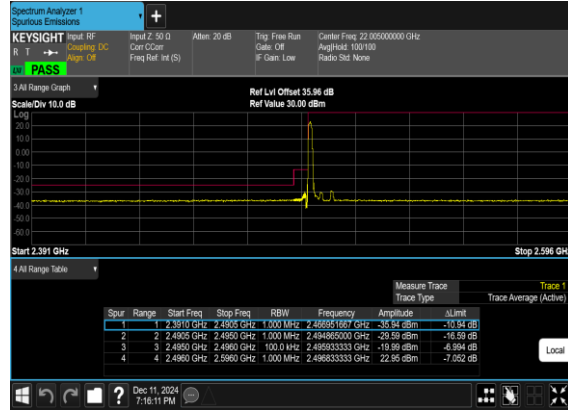 Spectrum Analyzer 1
Spurious Emissions
+
KEYSIGHT Input: RF Input Z: 50 Ω Atten: 20 dB Trig: Free Run Center Freq: 22.005000000 GHz
R T Coupling: DC Corr CCorr Gate: Off Avg|Hold: 100/100
Align: Off Freq Ref: Int (S) IF Gain: Low Radio Std: None
PASS
3 All Range Graph
Ref Lvl Offset 35.96 dB
Scale/Div 10.0 dB Ref Value 30.00 dBm
Log
20.0
10.0
0.00
-10.0
-20.0
-30.0
-40.0
-50.0
-60.0
Start 2.391 GHz Stop 2.596 GH
4 All Range Table
Measure Trace Trace 1
Trace Type Trace Average (Active)
Spur Range Start Freq Stop Freq RBW Frequency Amplitude ΔLimit
1 1 2.3910 GHz 2.4905 GHz 1.000 MHz 2.466951667 GHz -35.94 dBm -10.94 dB
2 2 2.4905 GHz 2.4950 GHz 1.000 MHz 2.494865000 GHz -29.59 dBm -16.59 dB
3 3 2.4950 GHz 2.4960 GHz 100.0 kHz 2.495933333 GHz -19.99 dBm -6.994 dB
4 4 2.4960 GHz 2.5960 GHz 1.000 MHz 2.496833333 GHz 22.95 dBm -7.052 dB
Local
? Dec 11, 2024
7:16:11 PM